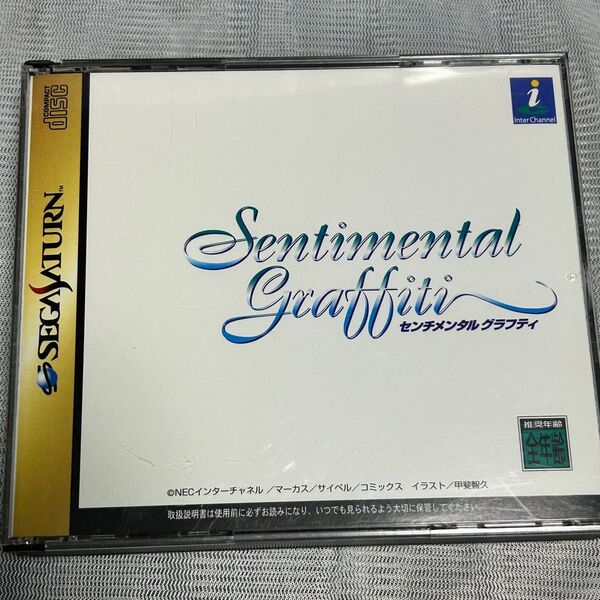 COMPACT
disc
SEGA SATURN™
i
Inter Channel
Sentimental
Graffiti
センチメンタル グラフティ
推奨年齢
全年齢
©NECインターチャネル ／マーカス／サイベル／コミックス イラスト／甲斐智久
取扱説明書は使用前に必ずお読みになり、いつでも見られるよう大切に保管してください。